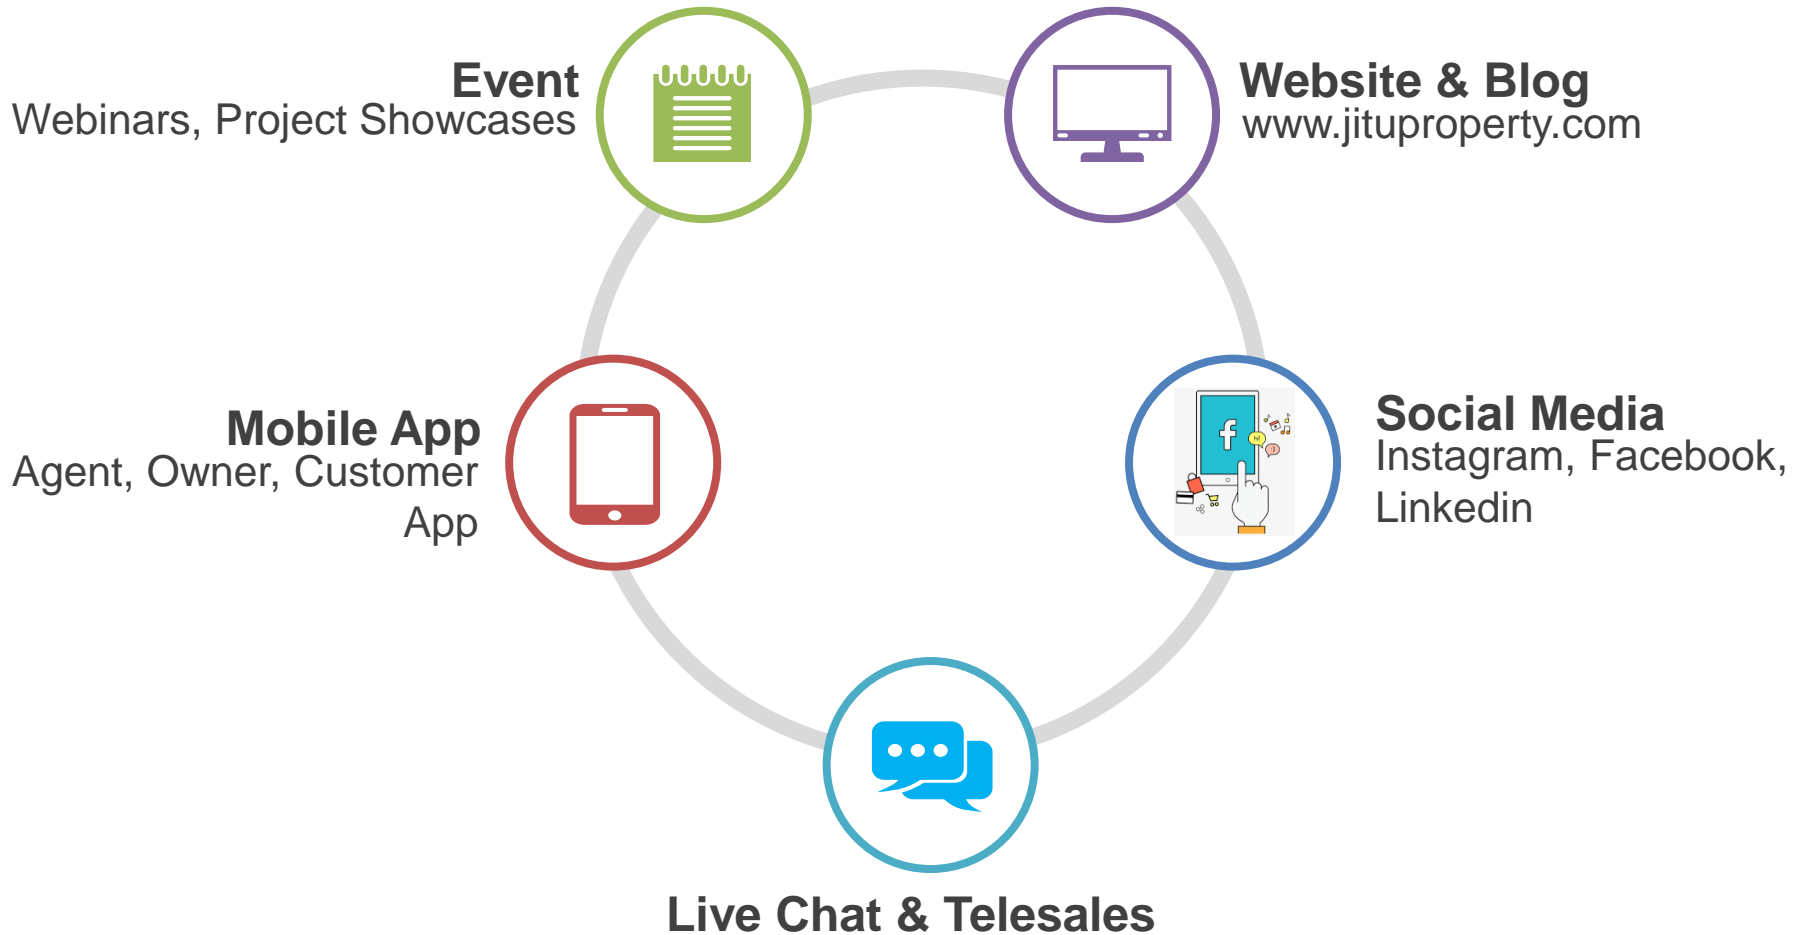 Event
Webinars, Project Showcases
Website & Blog
www.jituproperty.com
Mobile App
Agent, Owner, Customer
App
Social Media
Instagram, Facebook,
Linkedin
f
Live Chat & Telesales